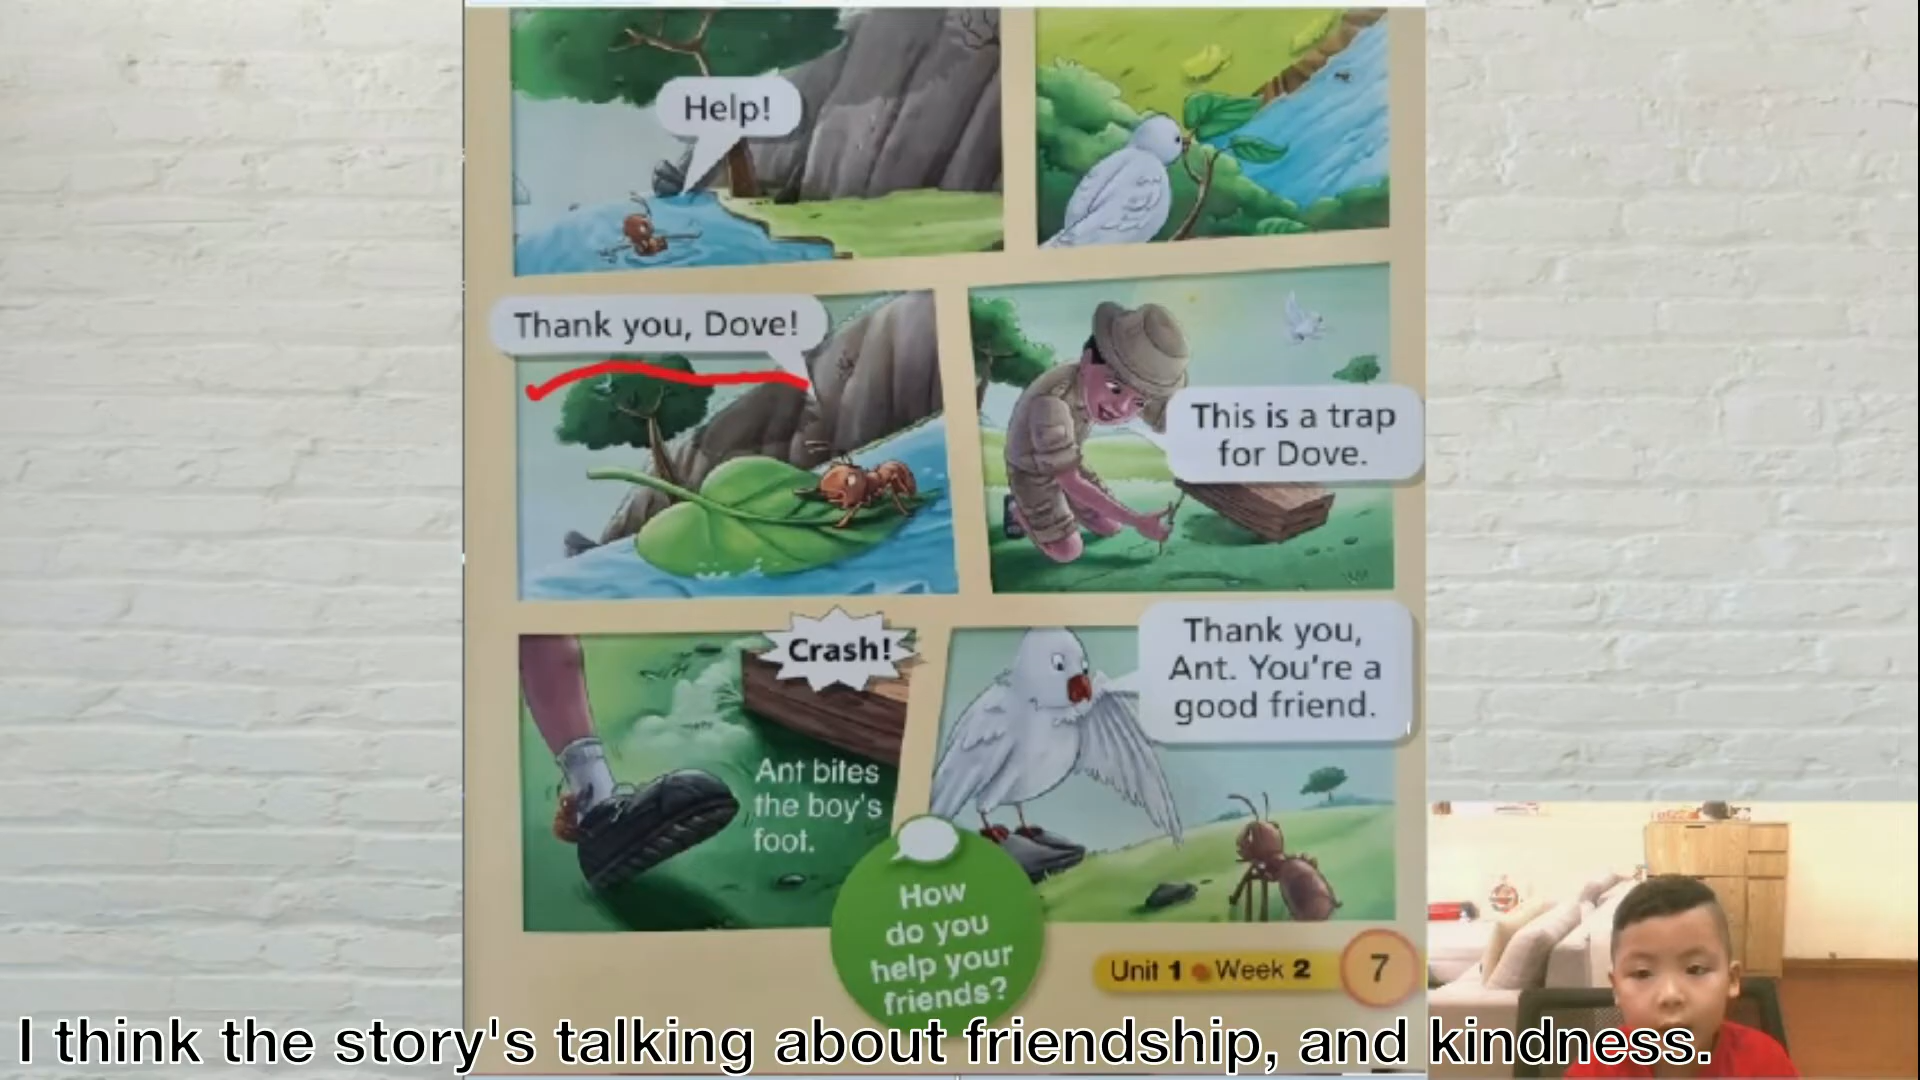 Help!
Thank you, Dove!
This is a trap
for Dove.
Crash!
Ant bites
the boy's
foot.
Thank you,
Ant. You're a
good friend.
How
do you
help your
friends?
Unit 1 Week 2
7
I think the story's talking about friendship, and kindness.